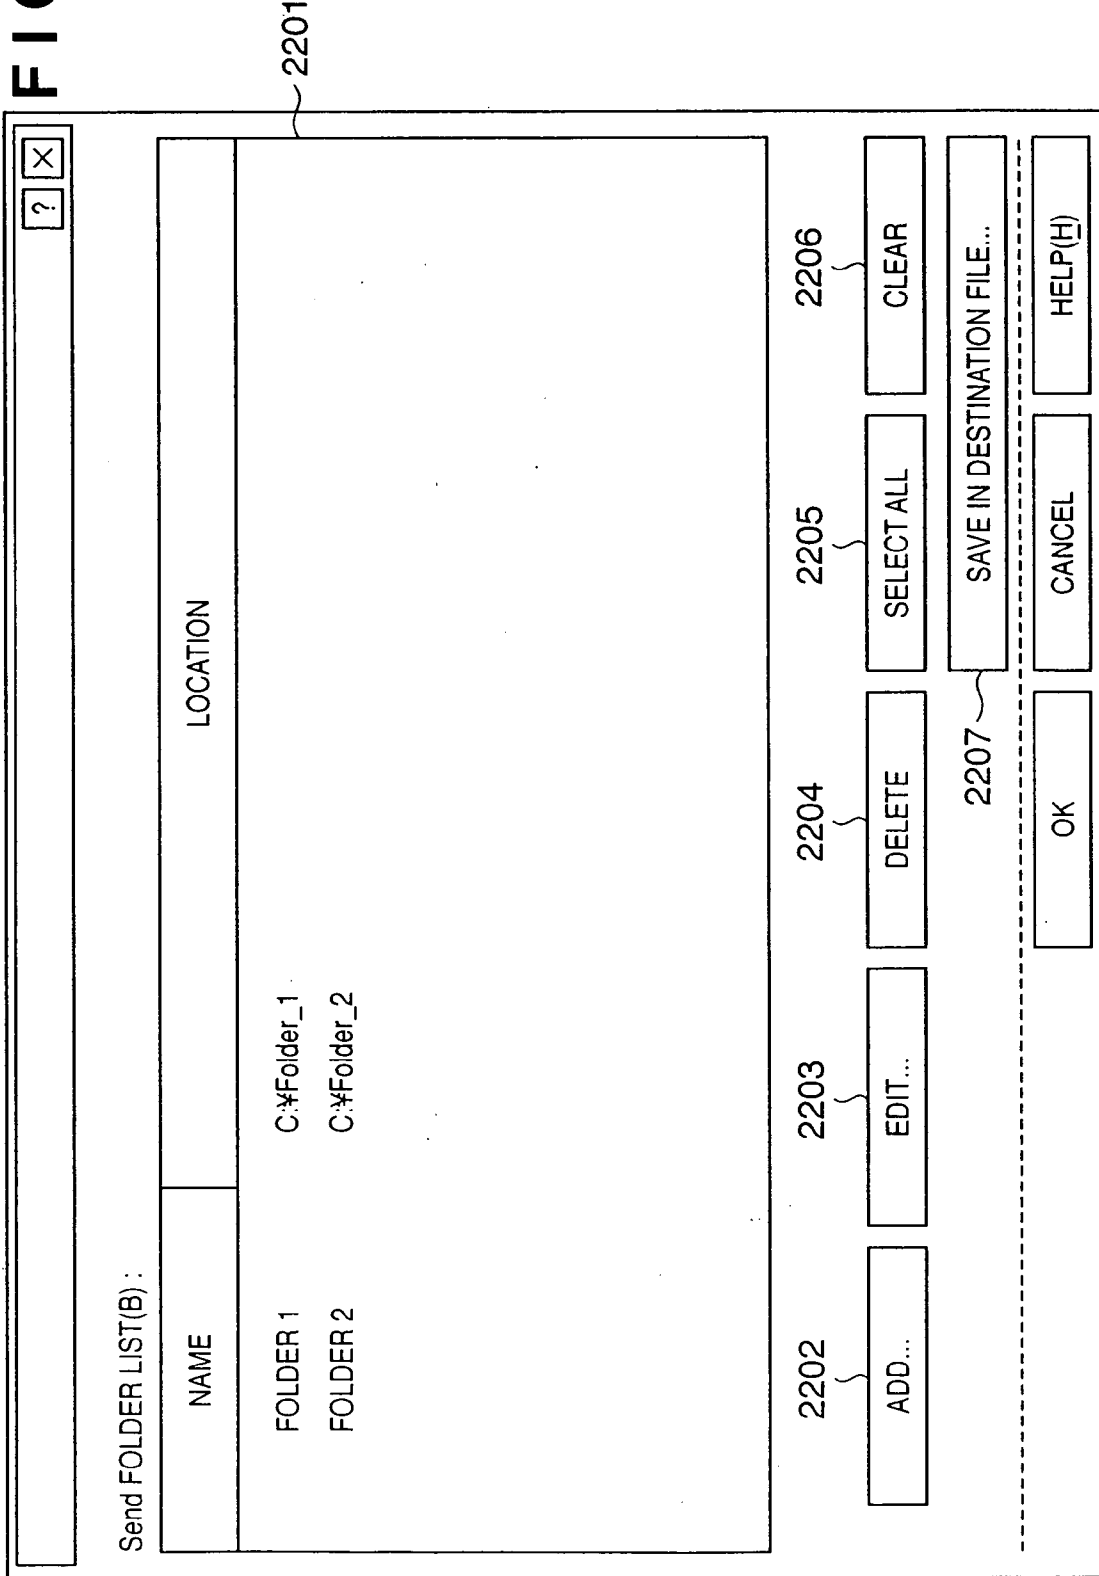 FIG
? X
Send FOLDER LIST(B) :
NAME LOCATION
2201
FOLDER 1 C:¥Folder_1
FOLDER 2 C:¥Folder_2
2202 2203 2204 2205 2206
ADD... EDIT... DELETE SELECT ALL CLEAR
2207 SAVE IN DESTINATION FILE...
OK CANCEL HELP(H)